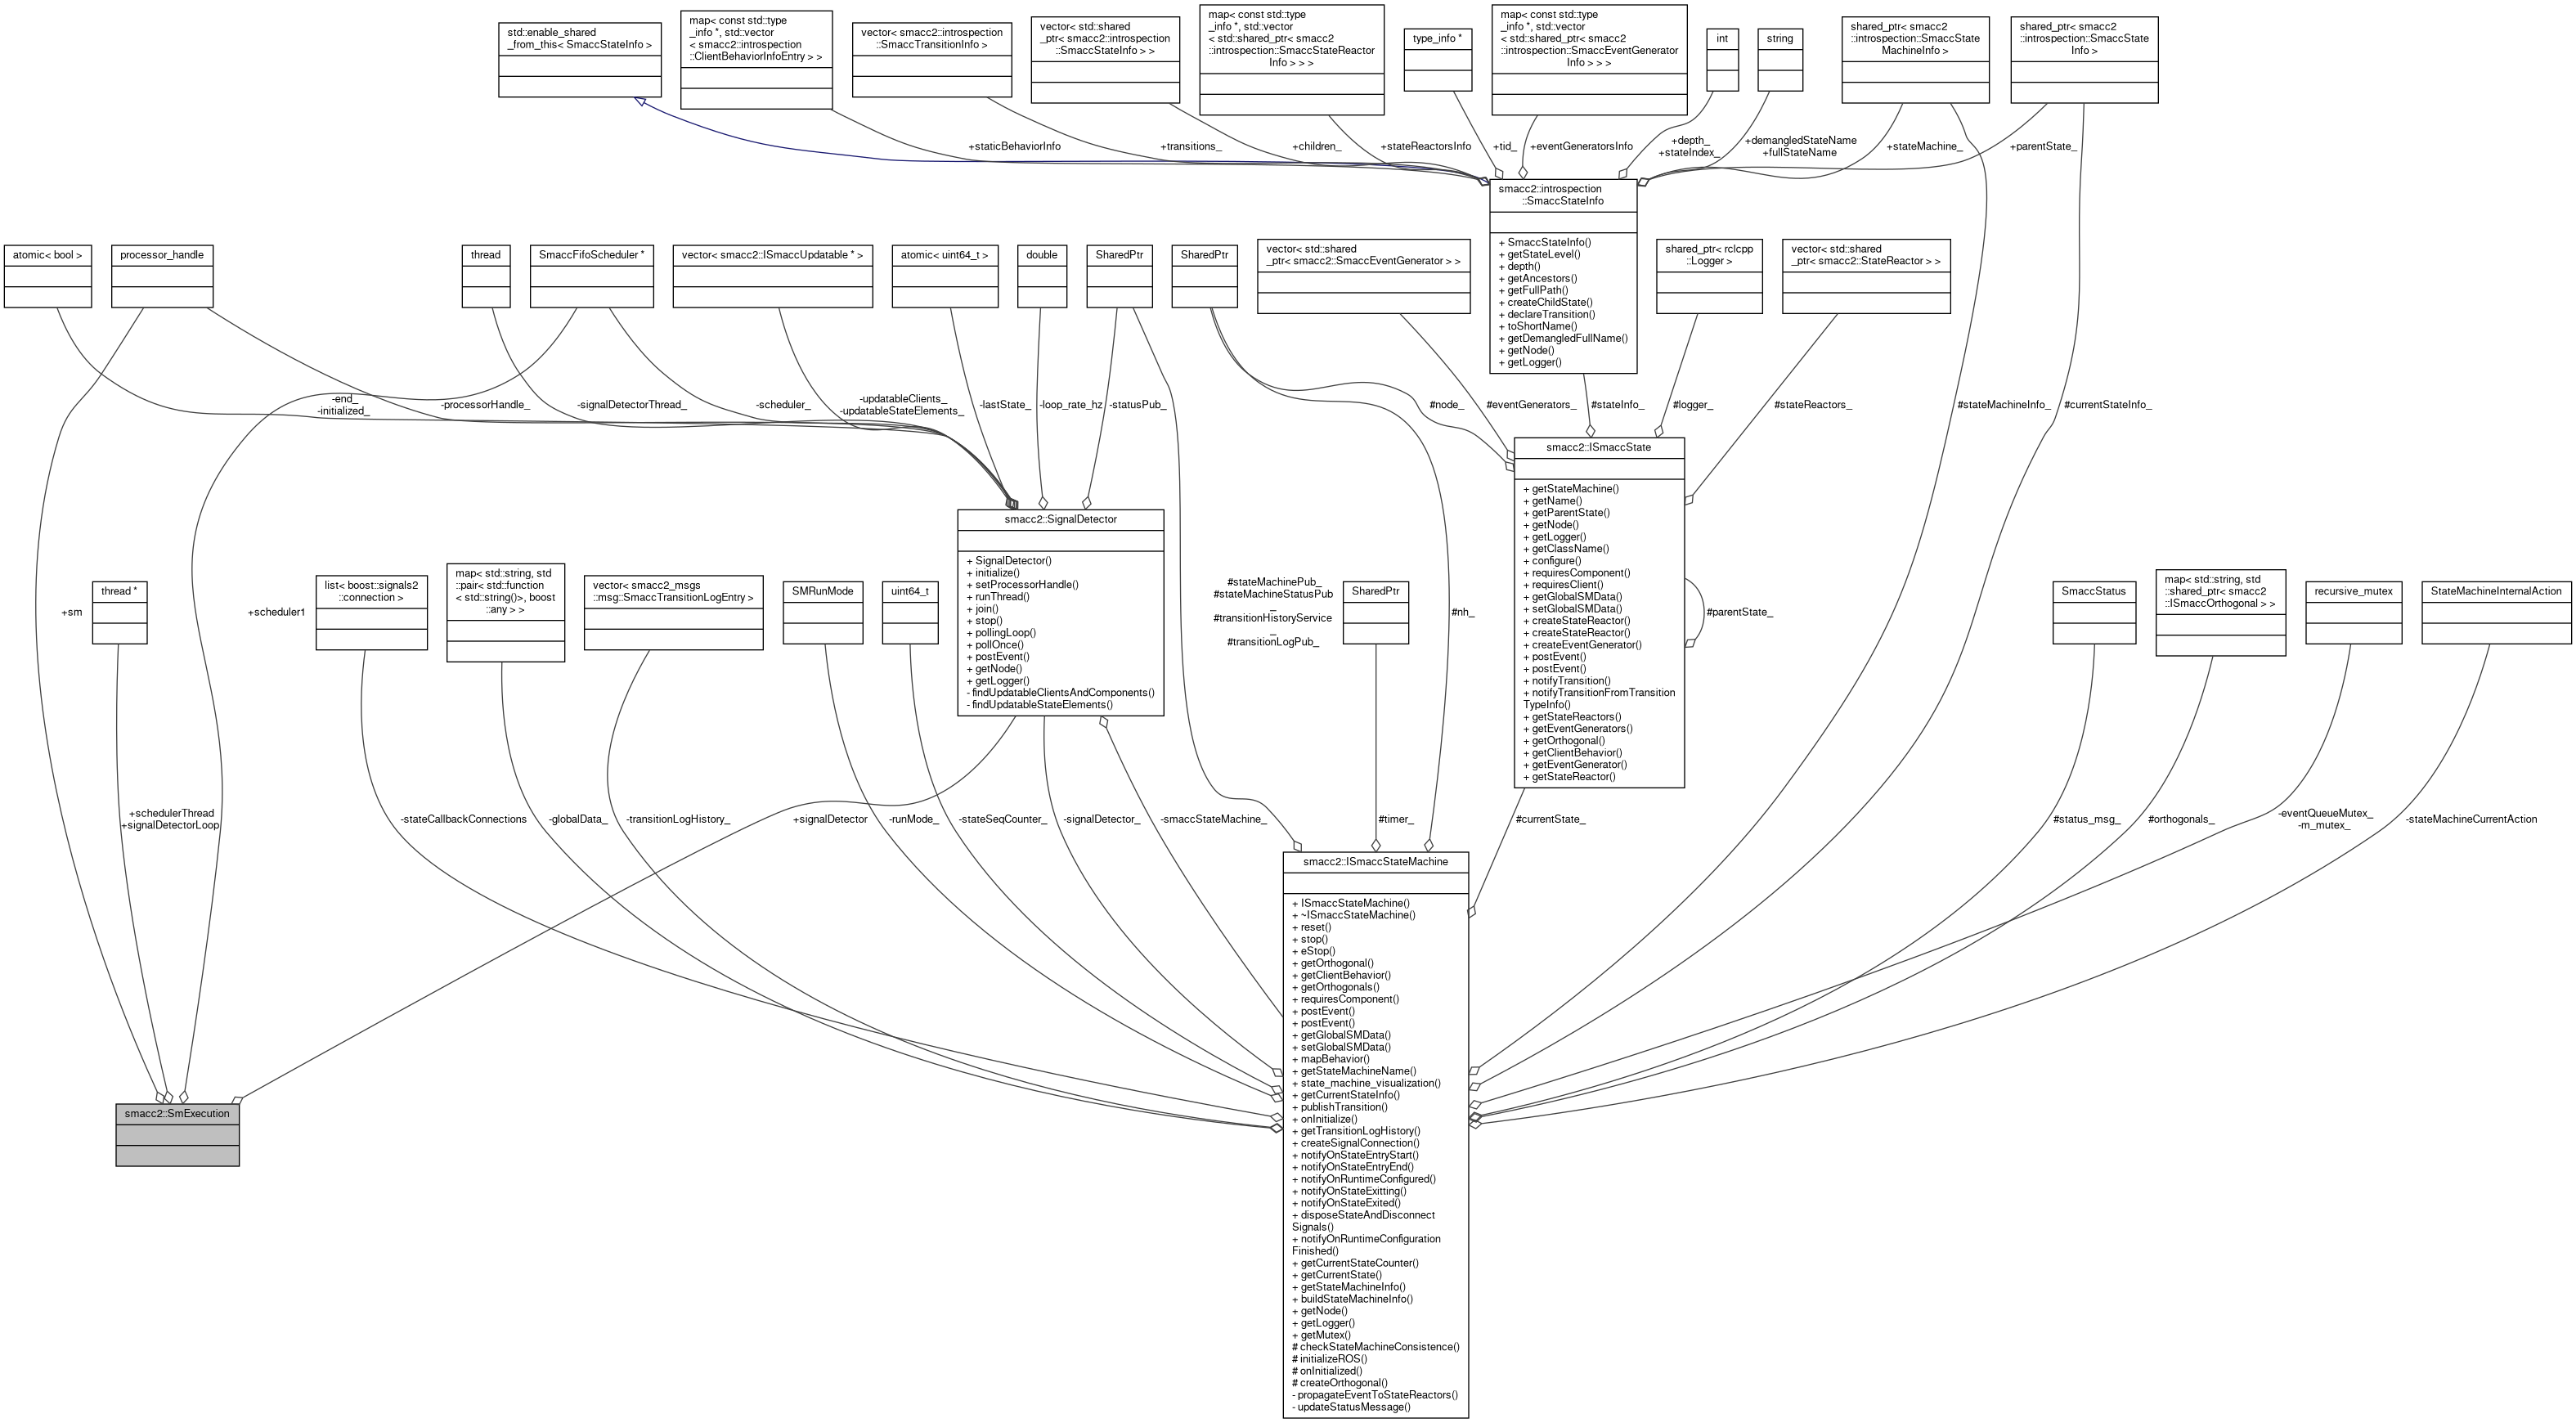 std::enable_shared
_from_this< SmaccStateInfo >
map< const std::type
_info *, std::vector
< smacc2::introspection
::ClientBehaviorInfoEntry > >
vector< smacc2::introspection
::SmaccTransitionInfo >
vector< std::shared
_ptr< smacc2::introspection
::SmaccStateInfo > >
map< const std::type
_info *, std::vector
< std::shared_ptr< smacc2
::introspection::SmaccStateReactor
Info > > >
type_info *
map< const std::type
_info *, std::vector
< std::shared_ptr< smacc2
::introspection::SmaccEventGenerator
Info > > >
int
string
shared_ptr< smacc2
::introspection::SmaccState
MachineInfo >
shared_ptr< smacc2
::introspection::SmaccState
Info >
+staticBehaviorInfo
+transitions_
+children_
+stateReactorsInfo
+tid_
+eventGeneratorsInfo
+depth_
+stateIndex_
+demangledStateName
+fullStateName
+stateMachine_
+parentState_
smacc2::introspection
::SmaccStateInfo
+ SmaccStateInfo()
+ getStateLevel()
+ depth()
+ getAncestors()
+ getFullPath()
+ createChildState()
+ declareTransition()
+ toShortName()
+ getDemangledFullName()
+ getNode()
+ getLogger()
atomic< bool >
processor_handle
thread
SmaccFifoScheduler *
vector< smacc2::ISmaccUpdatable * >
atomic< uint64_t >
double
SharedPtr
SharedPtr
vector< std::shared
_ptr< smacc2::SmaccEventGenerator > >
shared_ptr< rclcpp
::Logger >
vector< std::shared
_ptr< smacc2::StateReactor > >
-end_
-initialized_
-processorHandle_
-signalDetectorThread_
-scheduler_
-updatableClients_
-updatableStateElements_
-lastState_
-loop_rate_hz
-statusPub_
#node_
#eventGenerators_
#stateInfo_
#logger_
#stateReactors_
#stateMachineInfo_
#currentStateInfo_
smacc2::SignalDetector
+ SignalDetector()
+ initialize()
+ setProcessorHandle()
+ runThread()
+ join()
+ stop()
+ pollingLoop()
+ pollOnce()
+ postEvent()
+ getNode()
+ getLogger()
- findUpdatableClientsAndComponents()
- findUpdatableStateElements()
smacc2::ISmaccState
+ getStateMachine()
+ getName()
+ getParentState()
+ getNode()
+ getLogger()
+ getClassName()
+ configure()
+ requiresComponent()
+ requiresClient()
+ getGlobalSMData()
+ setGlobalSMData()
+ createStateReactor()
+ createStateReactor()
+ createEventGenerator()
+ postEvent()
+ postEvent()
+ notifyTransition()
+ notifyTransitionFromTransition
TypeInfo()
+ getStateReactors()
+ getEventGenerators()
+ getOrthogonal()
+ getClientBehavior()
+ getEventGenerator()
+ getStateReactor()
#parentState_
+sm
thread *
+scheduler1
list< boost::signals2
::connection >
map< std::string, std
::pair< std::function
< std::string()>, boost
::any > >
vector< smacc2_msgs
::msg::SmaccTransitionLogEntry >
SMRunMode
uint64_t
#stateMachinePub_
#stateMachineStatusPub
_
#transitionHistoryService
_
#transitionLogPub_
SharedPtr
#nh_
SmaccStatus
map< std::string, std
::shared_ptr< smacc2
::ISmaccOrthogonal > >
recursive_mutex
StateMachineInternalAction
+schedulerThread
+signalDetectorLoop
-stateCallbackConnections
-globalData_
-transitionLogHistory_
+signalDetector
-runMode_
-stateSeqCounter_
-signalDetector_
-smaccStateMachine_
#timer_
#currentState_
#status_msg_
#orthogonals_
-eventQueueMutex_
-m_mutex_
-stateMachineCurrentAction
smacc2::SmExecution
smacc2::ISmaccStateMachine
+ ISmaccStateMachine()
+ ~ISmaccStateMachine()
+ reset()
+ stop()
+ eStop()
+ getOrthogonal()
+ getClientBehavior()
+ getOrthogonals()
+ requiresComponent()
+ postEvent()
+ postEvent()
+ getGlobalSMData()
+ setGlobalSMData()
+ mapBehavior()
+ getStateMachineName()
+ state_machine_visualization()
+ getCurrentStateInfo()
+ publishTransition()
+ onInitialize()
+ getTransitionLogHistory()
+ createSignalConnection()
+ notifyOnStateEntryStart()
+ notifyOnStateEntryEnd()
+ notifyOnRuntimeConfigured()
+ notifyOnStateExitting()
+ notifyOnStateExited()
+ disposeStateAndDisconnect
Signals()
+ notifyOnRuntimeConfiguration
Finished()
+ getCurrentStateCounter()
+ getCurrentState()
+ getStateMachineInfo()
+ buildStateMachineInfo()
+ getNode()
+ getLogger()
+ getMutex()
# checkStateMachineConsistence()
# initializeROS()
# onInitialized()
# createOrthogonal()
- propagateEventToStateReactors()
- updateStatusMessage()